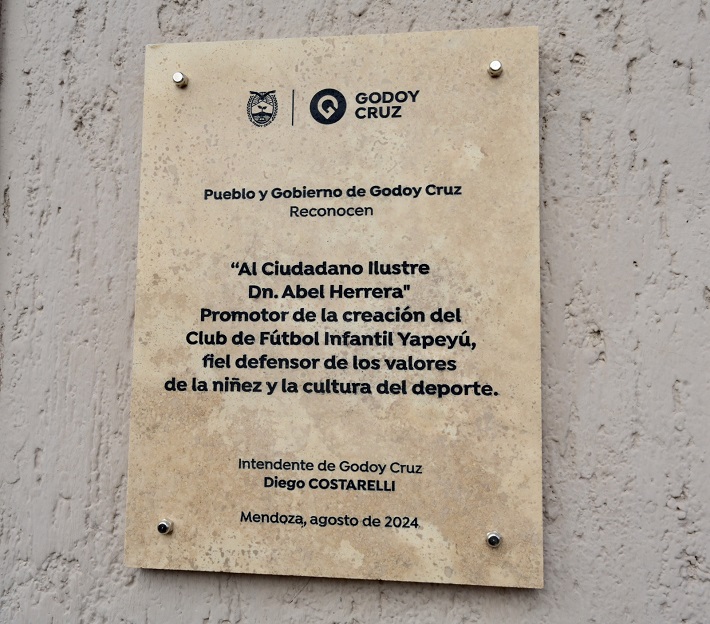 GODOY
CRUZ
Pueblo y Gobierno de Godoy Cruz
Reconocen
“Al Ciudadano Ilustre
Dn. Abel Herrera"
Promotor de la creación del
Club de Fútbol Infantil Yapeyú,
fiel defensor de los valores
de la niñez y la cultura del deporte.
Intendente de Godoy Cruz
Diego COSTARELLI
Mendoza, agosto de 2024